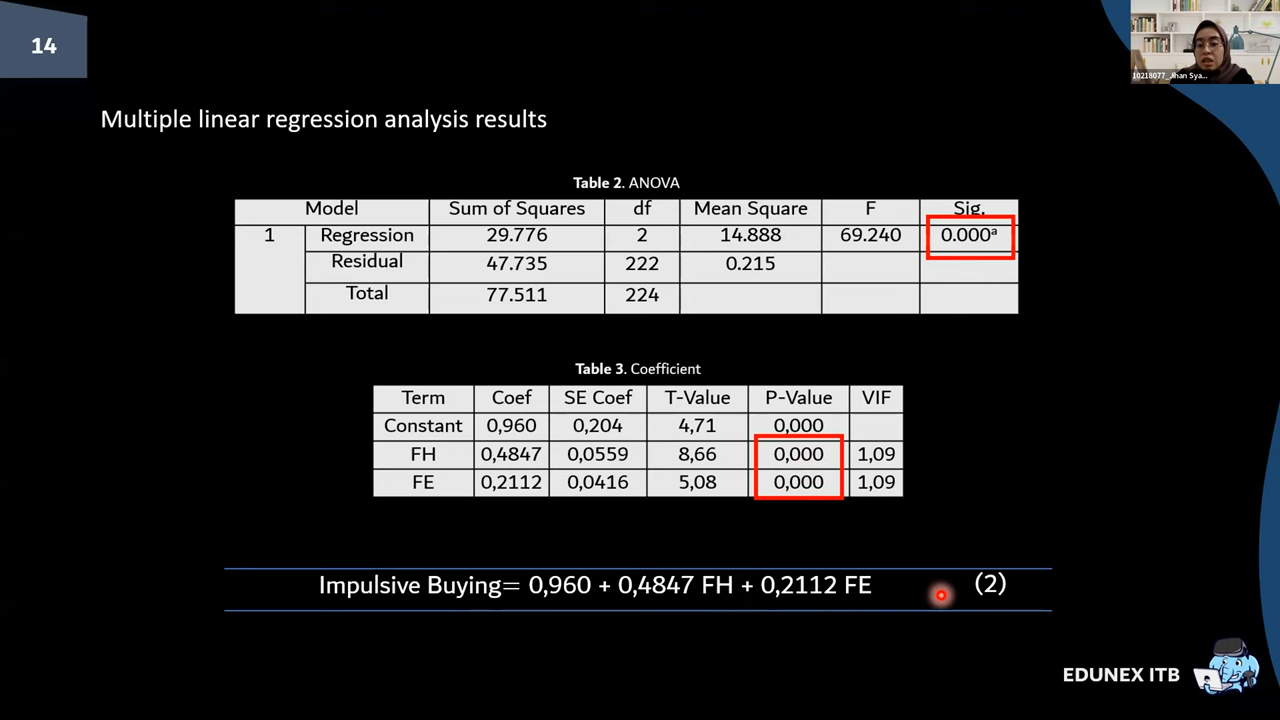 14
10218077_Jihan Sya...
Multiple linear regression analysis results
Table 2. ANOVA
Model Sum of Squares df Mean Square F Sig.
1 Regression 29.776 2 14.888 69.240 0.000ᵃ
Residual 47.735 222 0.215
Total 77.511 224
Table 3. Coefficient
Term Coef SE Coef T-Value P-Value VIF
Constant 0,960 0,204 4,71 0,000
FH 0,4847 0,0559 8,66 0,000 1,09
FE 0,2112 0,0416 5,08 0,000 1,09
Impulsive Buying= 0,960 + 0,4847 FH + 0,2112 FE (2)
EDUNEX ITB